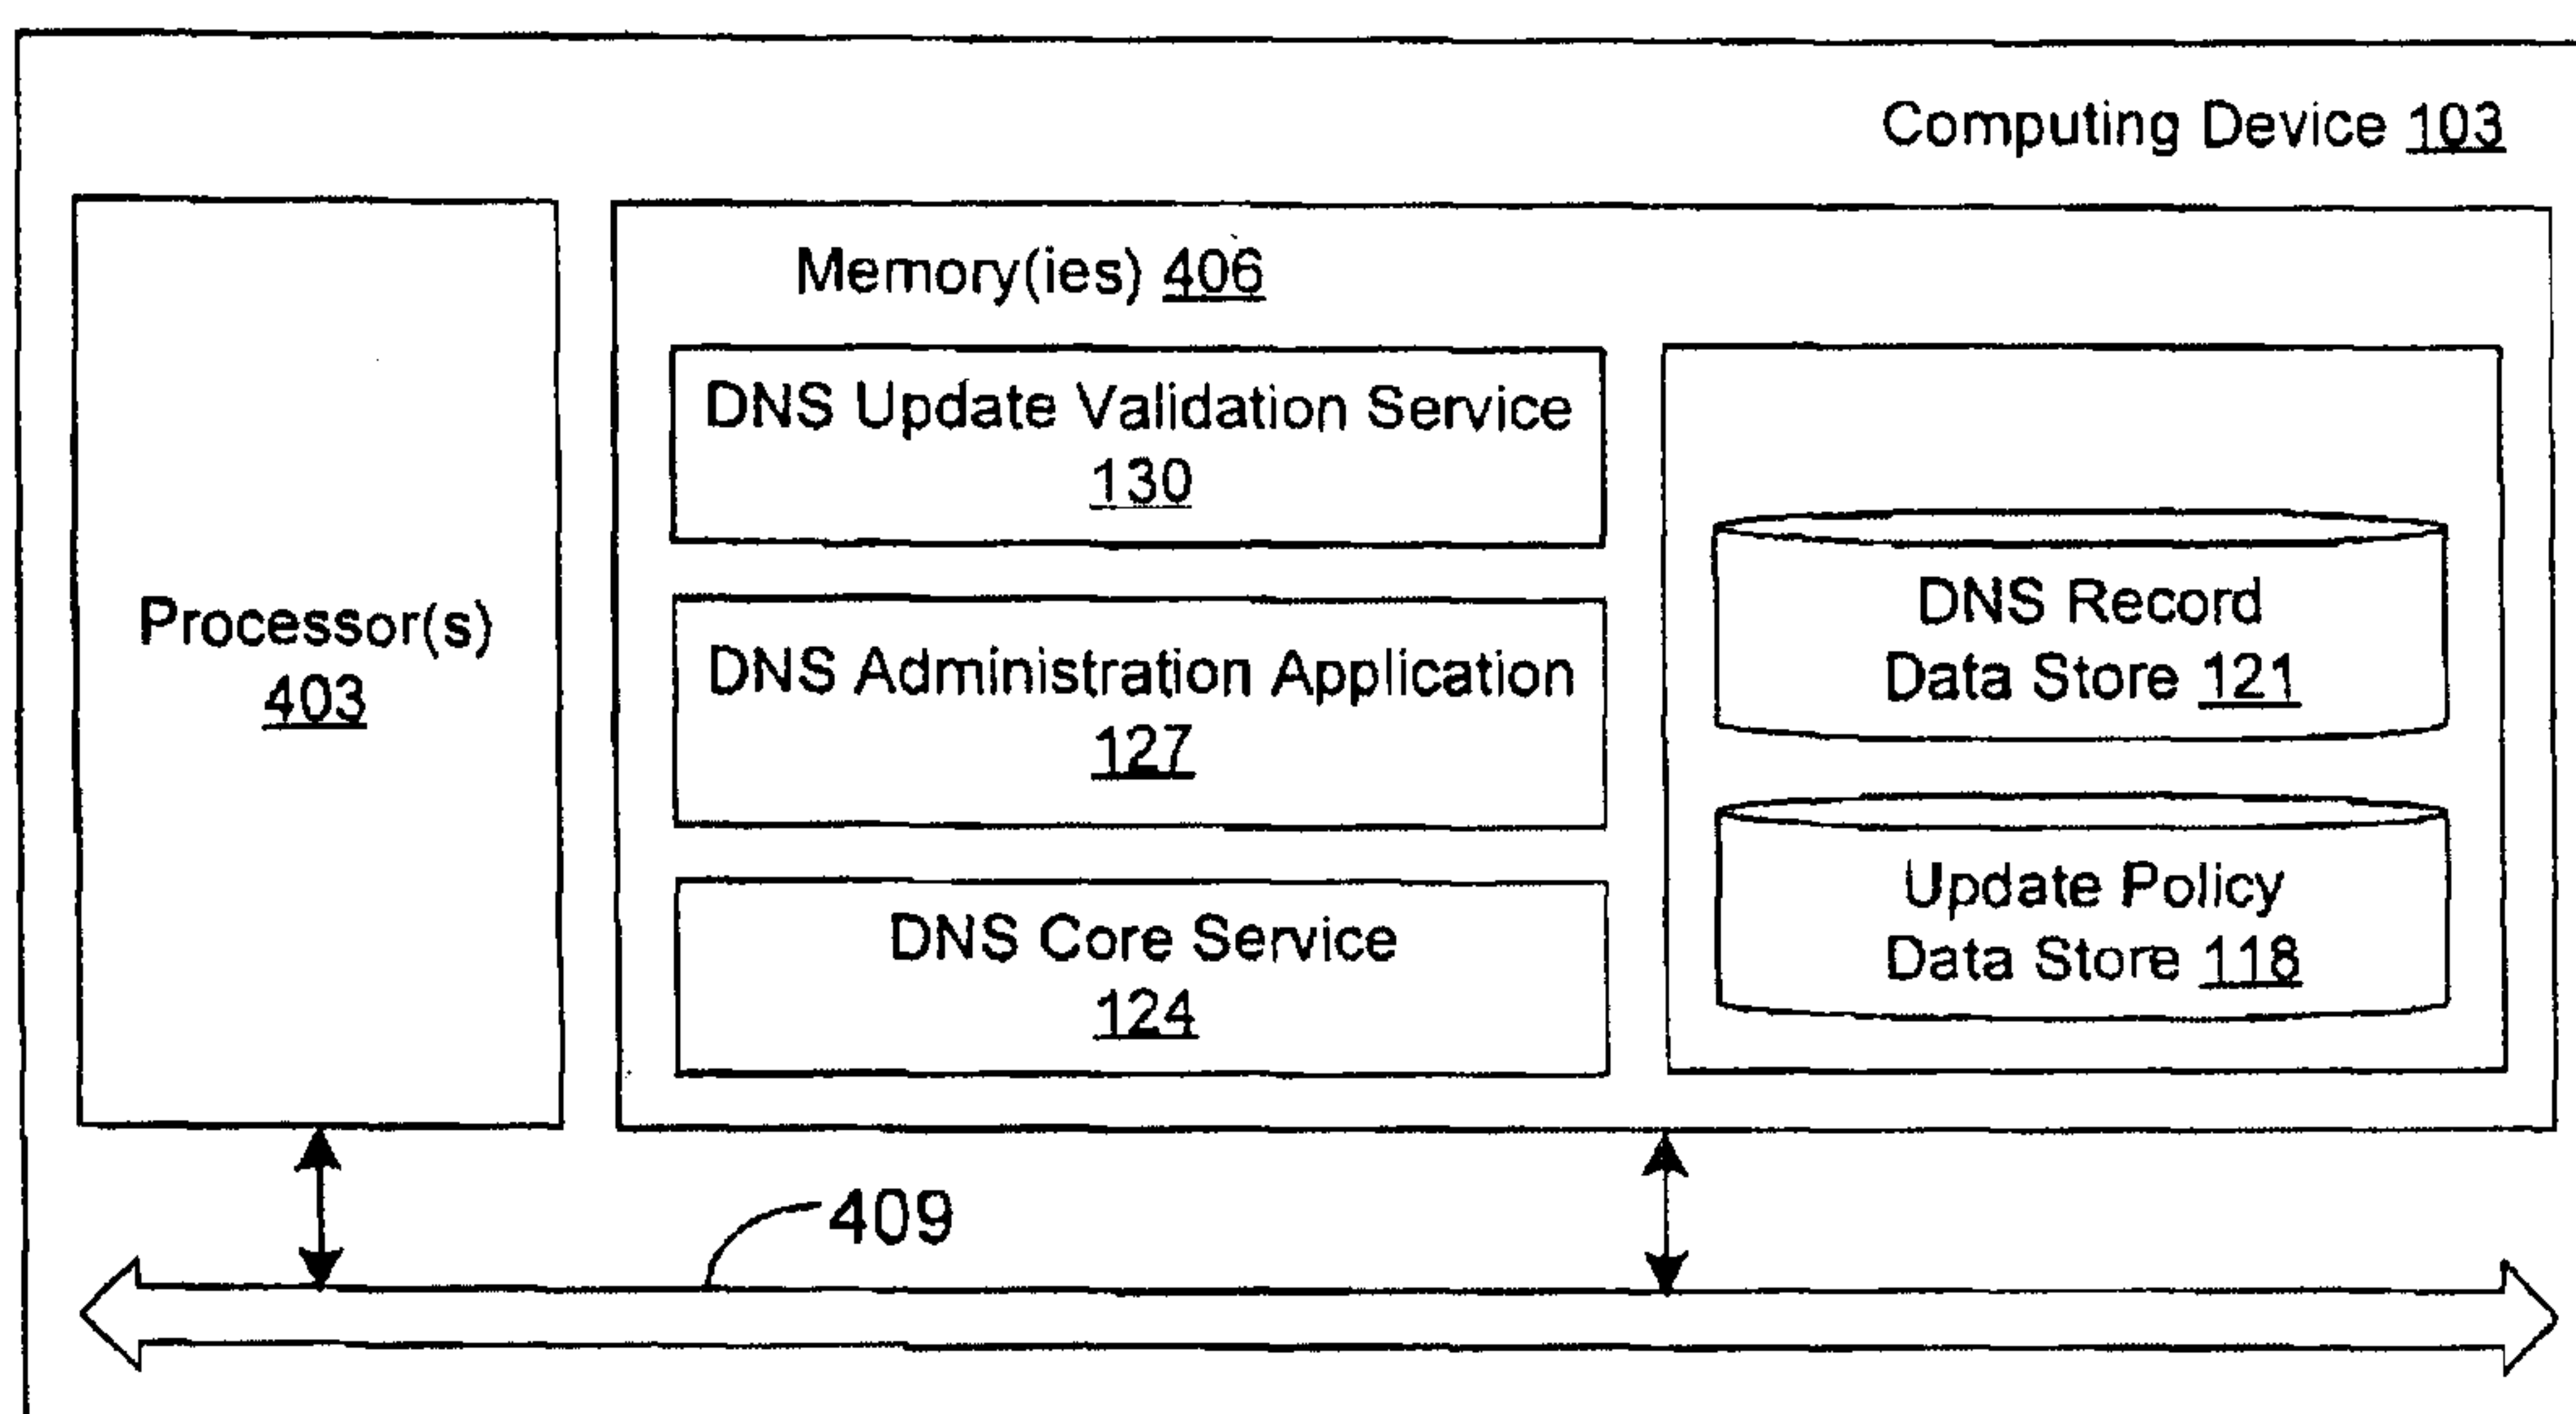 Computing Device 103
Processor(s)
403
Memory(ies) 406
DNS Update Validation Service
130
DNS Administration Application
127
DNS Core Service
124
DNS Record
Data Store 121
Update Policy
Data Store 118
409